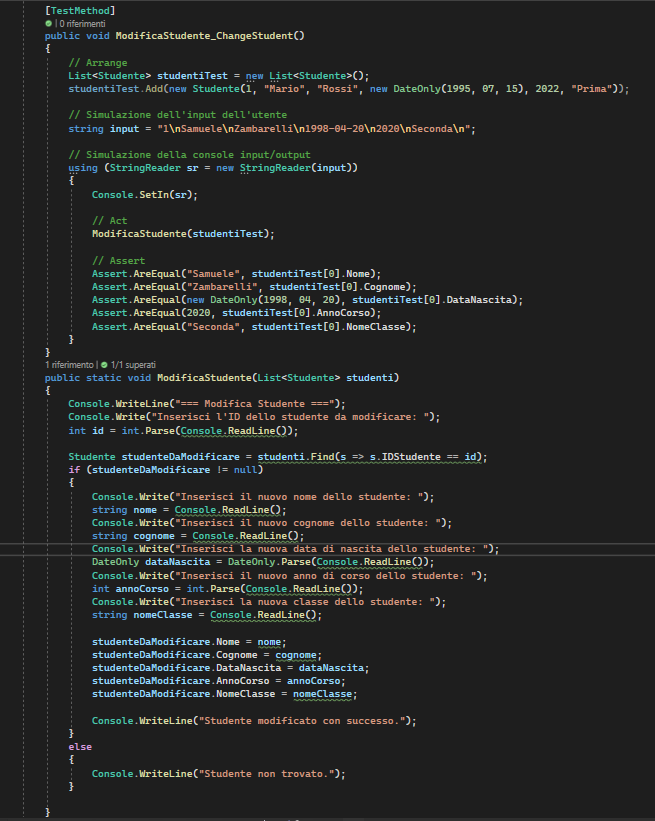 [TestMethod]
| 0 riferimenti
public void ModificaStudente_ChangeStudent()
{
// Arrange
List<Studente> studentiTest = new List<Studente>();
studentiTest.Add(new Studente(1, "Mario", "Rossi", new DateOnly(1995, 07, 15), 2022, "Prima"));
// Simulazione dell'input dell'utente
string input = "1\nSamuele\nZambarelli\n1998-04-20\n2020\nSeconda\n";
// Simulazione della console input/output
using (StringReader sr = new StringReader(input))
{
Console.SetIn(sr);
// Act
ModificaStudente(studentiTest);
// Assert
Assert.AreEqual("Samuele", studentiTest[0].Nome);
Assert.AreEqual("Zambarelli", studentiTest[0].Cognome);
Assert.AreEqual(new DateOnly(1998, 04, 20), studentiTest[0].DataNascita);
Assert.AreEqual(2020, studentiTest[0].AnnoCorso);
Assert.AreEqual("Seconda", studentiTest[0].NomeClasse);
}
}
1 riferimento | 1/1 superati
public static void ModificaStudente(List<Studente> studenti)
{
Console.WriteLine("=== Modifica Studente ===");
Console.Write("Inserisci l'ID dello studente da modificare: ");
int id = int.Parse(Console.ReadLine());
Studente studenteDaModificare = studenti.Find(s => s.IDStudente == id);
if (studenteDaModificare != null)
{
Console.Write("Inserisci il nuovo nome dello studente: ");
string nome = Console.ReadLine();
Console.Write("Inserisci il nuovo cognome dello studente: ");
string cognome = Console.ReadLine();
Console.Write("Inserisci la nuova data di nascita dello studente: ");
DateOnly dataNascita = DateOnly.Parse(Console.ReadLine());
Console.Write("Inserisci il nuovo anno di corso dello studente: ");
int annoCorso = int.Parse(Console.ReadLine());
Console.Write("Inserisci la nuova classe dello studente: ");
string nomeClasse = Console.ReadLine();
studenteDaModificare.Nome = nome;
studenteDaModificare.Cognome = cognome;
studenteDaModificare.DataNascita = dataNascita;
studenteDaModificare.AnnoCorso = annoCorso;
studenteDaModificare.NomeClasse = nomeClasse;
Console.WriteLine("Studente modificato con successo.");
}
else
{
Console.WriteLine("Studente non trovato.");
}
}